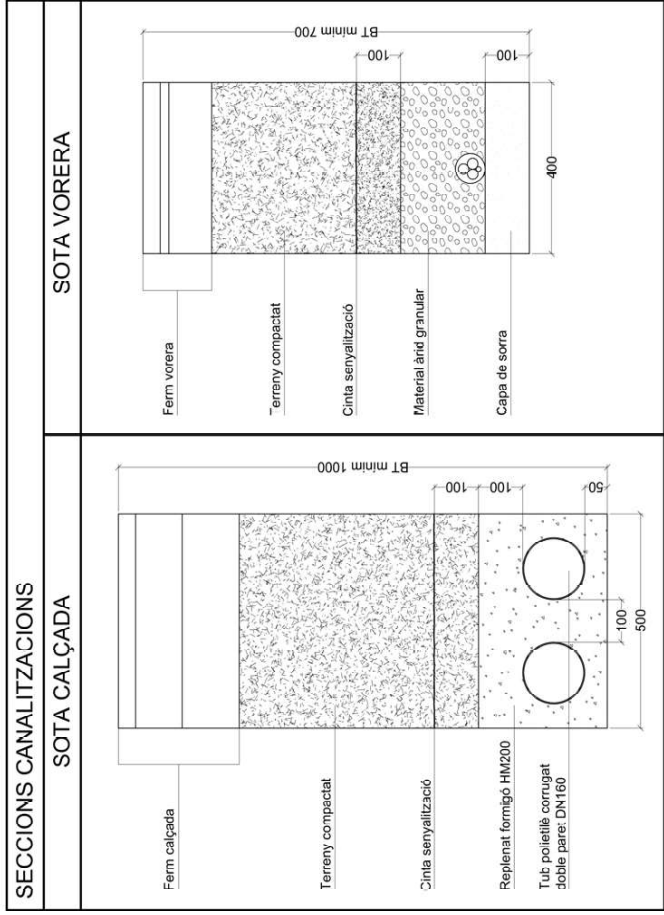 SECCIONS CANALITZACIONS
SOTA CALÇADA
Ferm calçada
Terreny compactat
Cinta senyalització
Replenat formigó HM200
Tub polietilè corrugat
doble paret DN160
BT mínim 1000
100
100
50
100
500
SOTA VORERA
Ferm vorera
Terreny compactat
Cinta senyalització
Material àrid granular
Capa de sorra
BT mínim 700
100
100
400